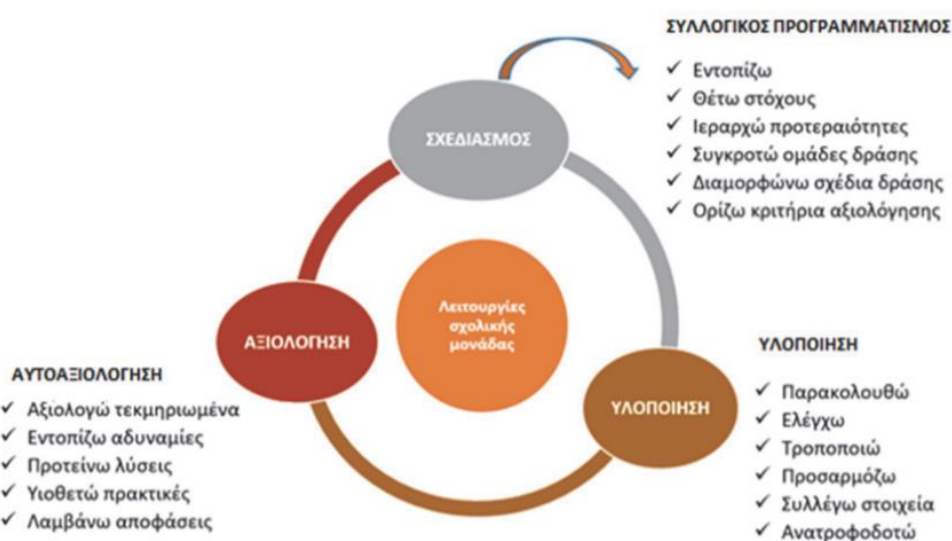 ΣΥΛΛΟΓΙΚΟΣ ΠΡΟΓΡΑΜΜΑΤΙΣΜΟΣ
✓ Εντοπίζω
✓ Θέτω στόχους
✓ Ιεραρχώ προτεραιότητες
✓ Συγκροτώ ομάδες δράσης
✓ Διαμορφώνω σχέδια δράσης
✓ Ορίζω κριτήρια αξιολόγησης
ΣΧΕΔΙΑΣΜΟΣ
Λειτουργίες
σχολικής
μονάδας
ΑΞΙΟΛΟΓΗΣΗ
ΥΛΟΠΟΙΗΣΗ
ΥΛΟΠΟΙΗΣΗ
✓ Παρακολουθώ
✓ Ελέγχω
✓ Τροποποιώ
✓ Προσαρμόζω
✓ Συλλέγω στοιχεία
✓ Ανατροφοδοτώ
ΑΥΤΟΑΞΙΟΛΟΓΗΣΗ
✓ Αξιολογώ τεκμηριωμένα
✓ Εντοπίζω αδυναμίες
✓ Προτείνω λύσεις
✓ Υιοθετώ πρακτικές
✓ Λαμβάνω αποφάσεις